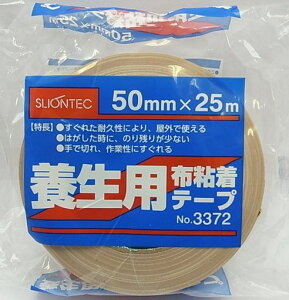 SLIONTEC
50mm×25m
【特長】●すぐれた耐久性により、屋外で使える
●はがした時に、のり残りが少ない
●手で切れ、作業性にすぐれる
養生用
布粘着
テープ
No.3372